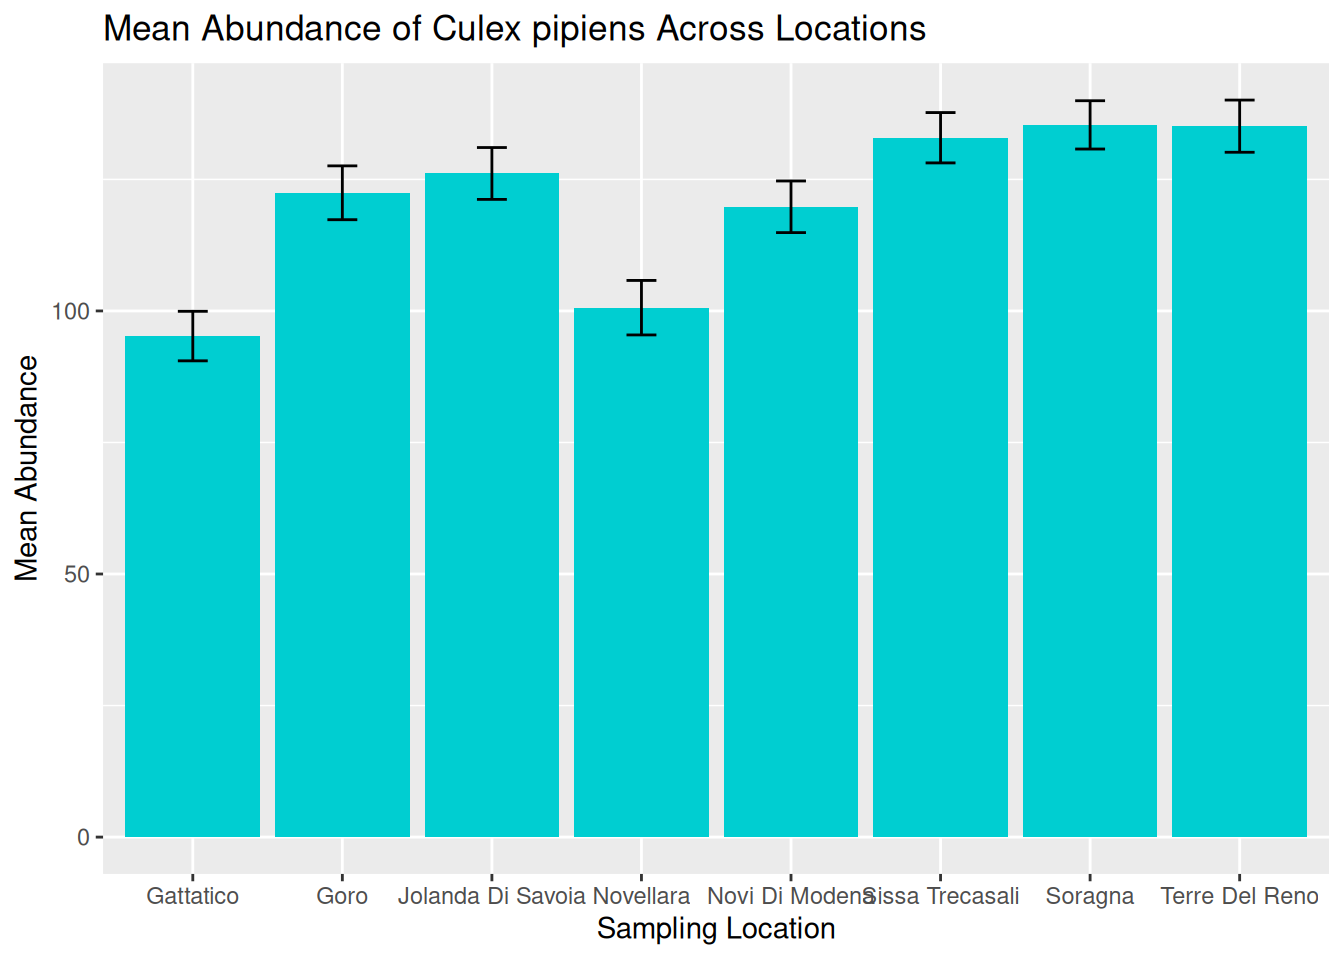 Mean Abundance of Culex pipiens Across Locations
Mean Abundance
100
50
0
Gattatico Goro Jolanda Di Savoia Novellara Novi Di Modena Sissa Trecasali Soragna Terre Del Reno
Sampling Location